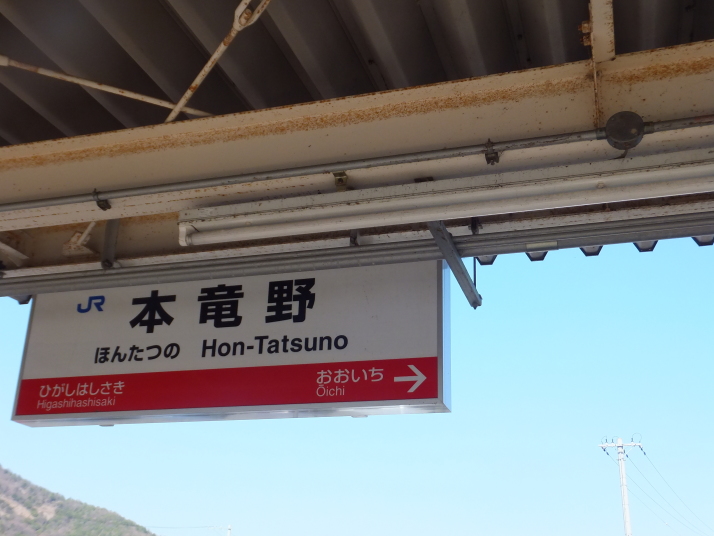 JR 本竜野
ほんたつの Hon-Tatsuno
ひがしはしさき おおいち →
Higashihashisaki Ōichi